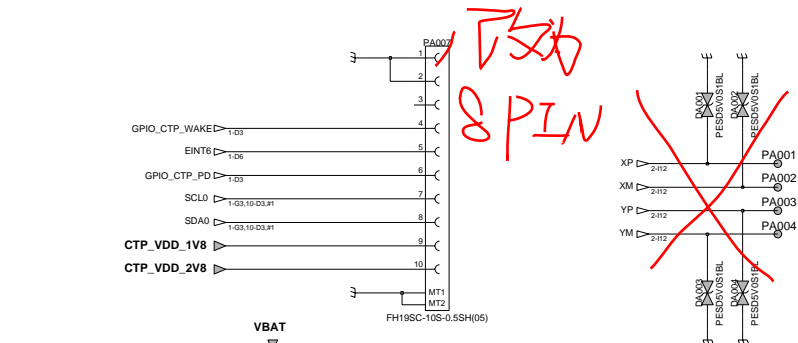 PA007
1
2
3
4
5
6
7
8
9
10
MT1
MT2
FH19SC-10S-0.5SH(05)
GPIO_CTP_WAKE
1-D3
EINT6
1-D6
GPIO_CTP_PD
1-D3
SCL0
1-G3,10-D3,#1
SDA0
1-G3,10-D3,#1
CTP_VDD_1V8
CTP_VDD_2V8
VBAT
8PIN
DA001
PESD5V0S1BL
DA002
PESD5V0S1BL
XP
2-I12
PA001
XM
2-I12
PA002
YP
2-I12
PA003
YM
2-I12
PA004
DA003
PESD5V0S1BL
DA004
PESD5V0S1BL